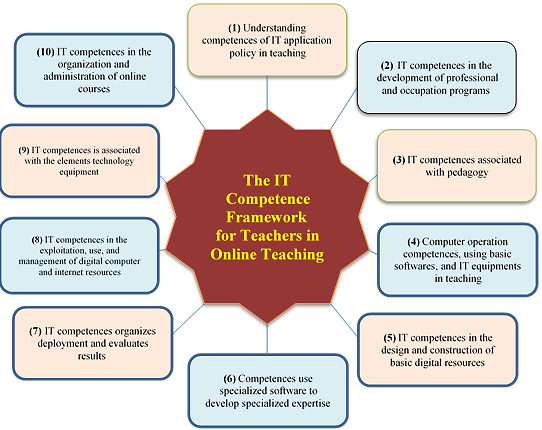 (1) Understanding
competences of IT application
policy in teaching
(2) IT competences in the
development of professional
and occupation programs
(3) IT competences associated
with pedagogy
(4) Computer operation
competences, using basic
softwares, and IT equipments
in teaching
(5) IT competences in the
design and construction of
basic digital resources
(6) Competences use
specialized software to
develop specialized expertise
(7) IT competences organizes
deployment and evaluates
results
(8) IT competences in the
exploitation, use, and
management of digital computer
and internet resources
(9) IT competences is associated
with the elements technology
equipment
(10) IT competences in the
organization and
administration of online
courses
The IT
Competence
Framework
for Teachers in
Online Teaching